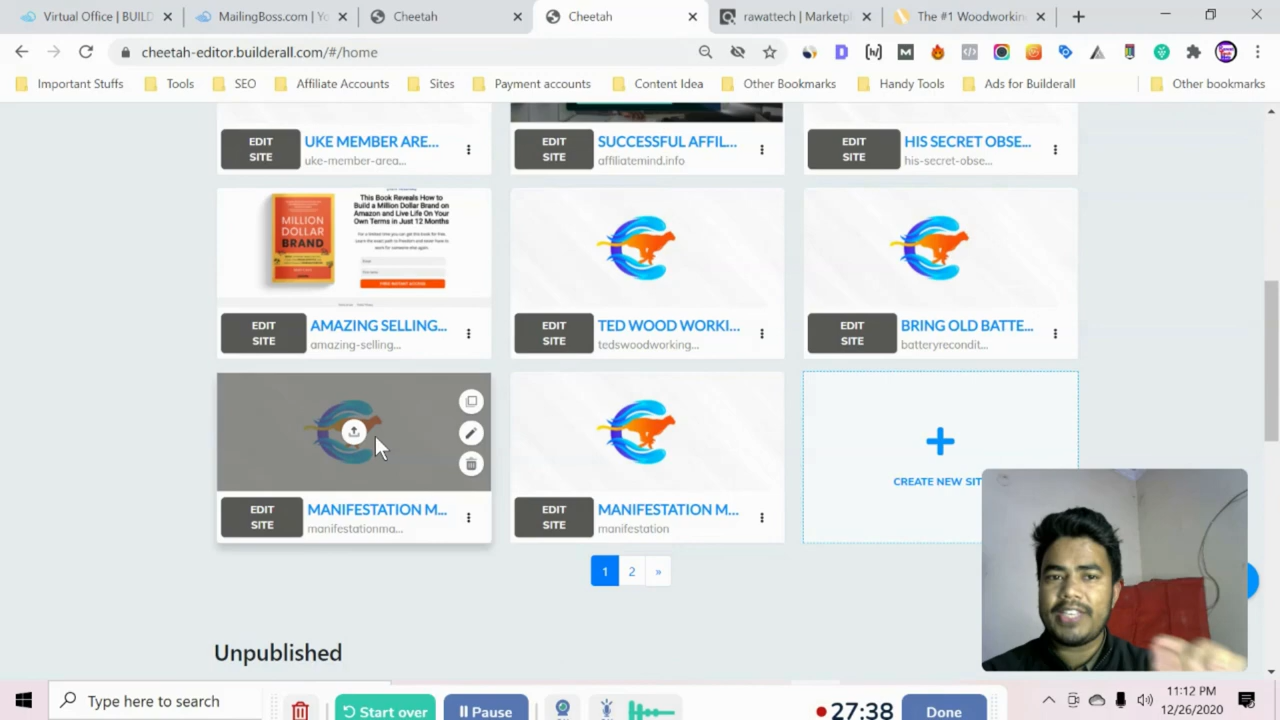 Virtual Office | BUILD
MailingBoss.com | Yo
Cheetah
Cheetah
rawattech | Marketpl
The #1 Woodworkin
cheetah-editor.builderall.com/#/home
Important Stuffs
Tools
SEO
Affiliate Accounts
Sites
Payment accounts
Content Idea
Other Bookmarks
Handy Tools
Ads for Builderall
Other bookmarks
EDIT
SITE
UKE MEMBER ARE...
uke-member-area...
EDIT
SITE
SUCCESSFUL AFFIL...
affiliatemind.info
EDIT
SITE
HIS SECRET OBSE...
his-secret-obse...
MILLION
DOLLAR
BRAND
This Book Reveals How to
Build a Million Dollar Brand on
Amazon and Live Life On Your
Own Terms in Just 12 Months
EDIT
SITE
AMAZING SELLING...
amazing-selling...
EDIT
SITE
TED WOOD WORKI...
tedswoodworking...
EDIT
SITE
BRING OLD BATTE...
batteryrecondit...
EDIT
SITE
MANIFESTATION M...
manifestationma...
EDIT
SITE
MANIFESTATION M...
manifestation
CREATE NEW SIT
1 2 »
Unpublished
Type here to search
Start over
Pause
27:38
Done
11:12 PM
12/26/2020